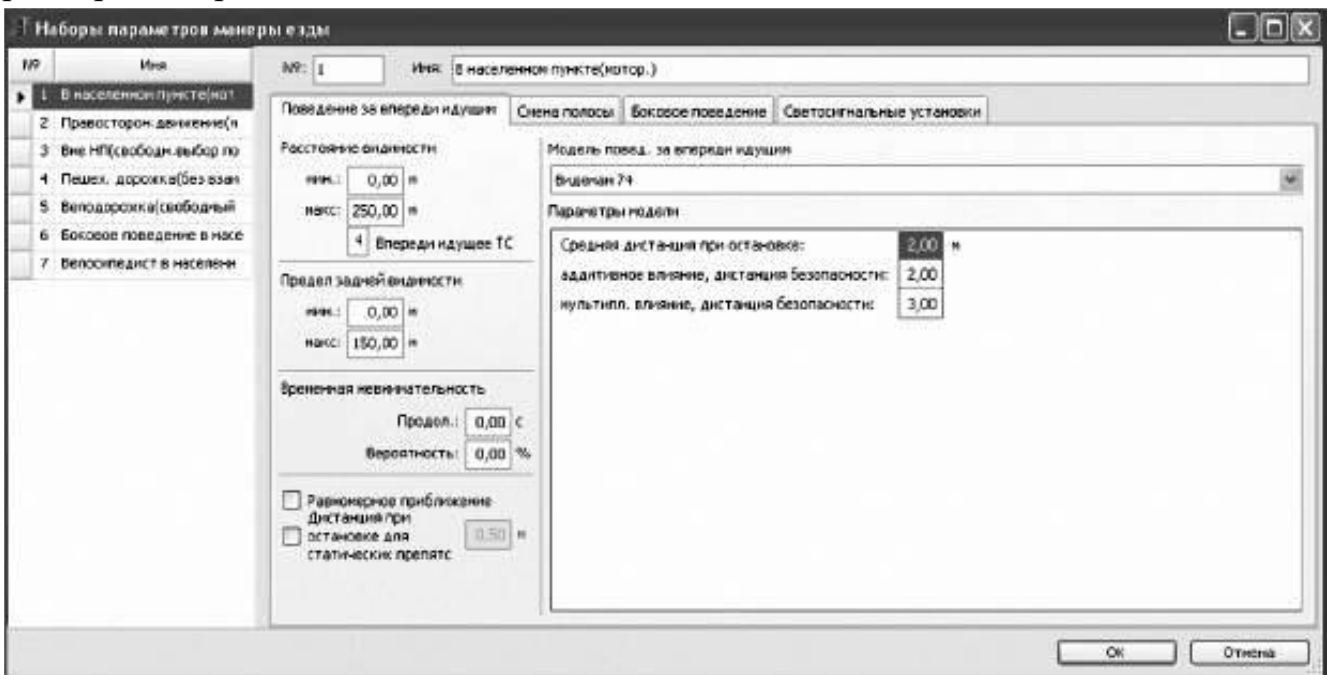 Наборы параметров манеры езды
№ Имя
1 В населенном пункте(мот
2 Правосторон. движение(м
3 Вне НП(свободн.выбор по
4 Пешех. дорожка(без взаи
5 Велодорожка(свободный
6 Боковое поведение в насе
7 Велосипедист в населенн
№: 1 Имя: В населенном пункте(мотор.)
Поведение за впереди идущим Смена полосы Боковое поведение Светосигнальные установки
Расстояние видимости
мин.: 0,00 м
макс: 250,00 м
4 Впереди идущее ТС
Предел задней видимости
мин.: 0,00 м
макс: 150,00 м
Временная невнимательность
Продол.: 0,00 с
Вероятность: 0,00 %
Равномерное приближение
Дистанция при
остановке для
статических препятс
0.50 м
Модель повед. за впереди идущим
Видеман 74
Параметры модели
Средняя дистанция при остановке: 2,00 м
аддитивное влияние, дистанция безопасности: 2,00
мультипл. влияние, дистанция безопасности: 3,00
ОК Отмена